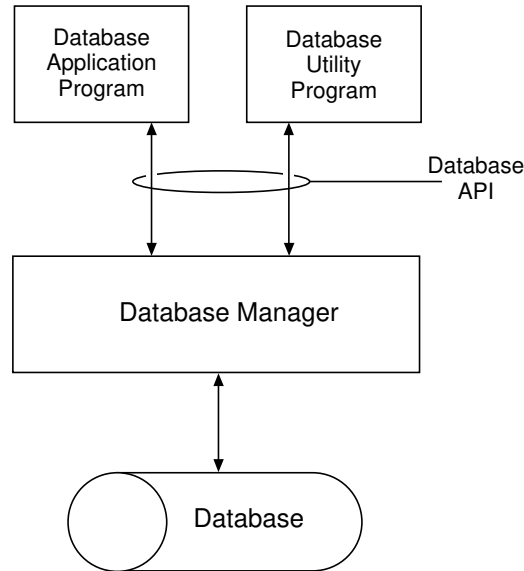 Database
Application
Program
Database
Utility
Program
Database
API
Database Manager
Database